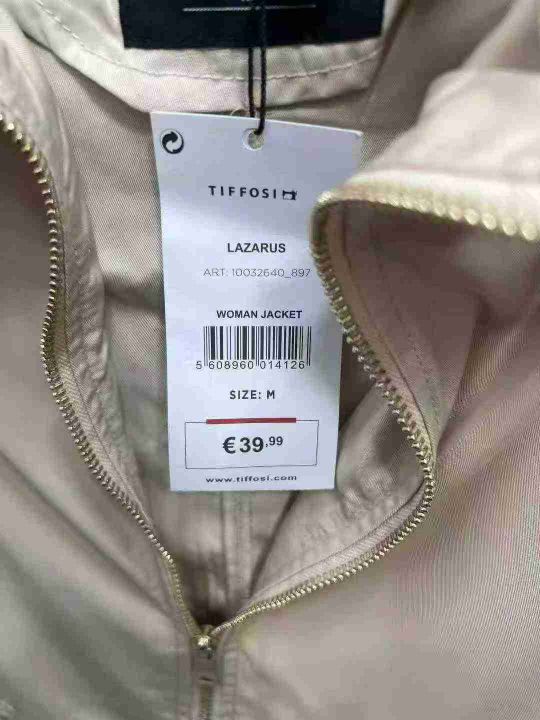 TIFFOSI
LAZARUS
ART: 10032640_897
WOMAN JACKET
5 608960 014126
SIZE: M
€39,99
www.tiffosi.com